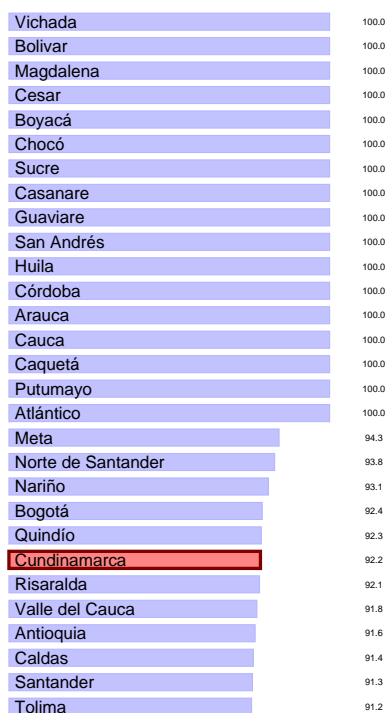 Vichada 100.0
Bolivar 100.0
Magdalena 100.0
Cesar 100.0
Boyacá 100.0
Chocó 100.0
Sucre 100.0
Casanare 100.0
Guaviare 100.0
San Andrés 100.0
Huila 100.0
Córdoba 100.0
Arauca 100.0
Cauca 100.0
Caquetá 100.0
Putumayo 100.0
Atlántico 100.0
Meta 94.3
Norte de Santander 93.8
Nariño 93.1
Bogotá 92.4
Quindío 92.3
Cundinamarca 92.2
Risaralda 92.1
Valle del Cauca 91.8
Antioquia 91.6
Caldas 91.4
Santander 91.3
Tolima 91.2